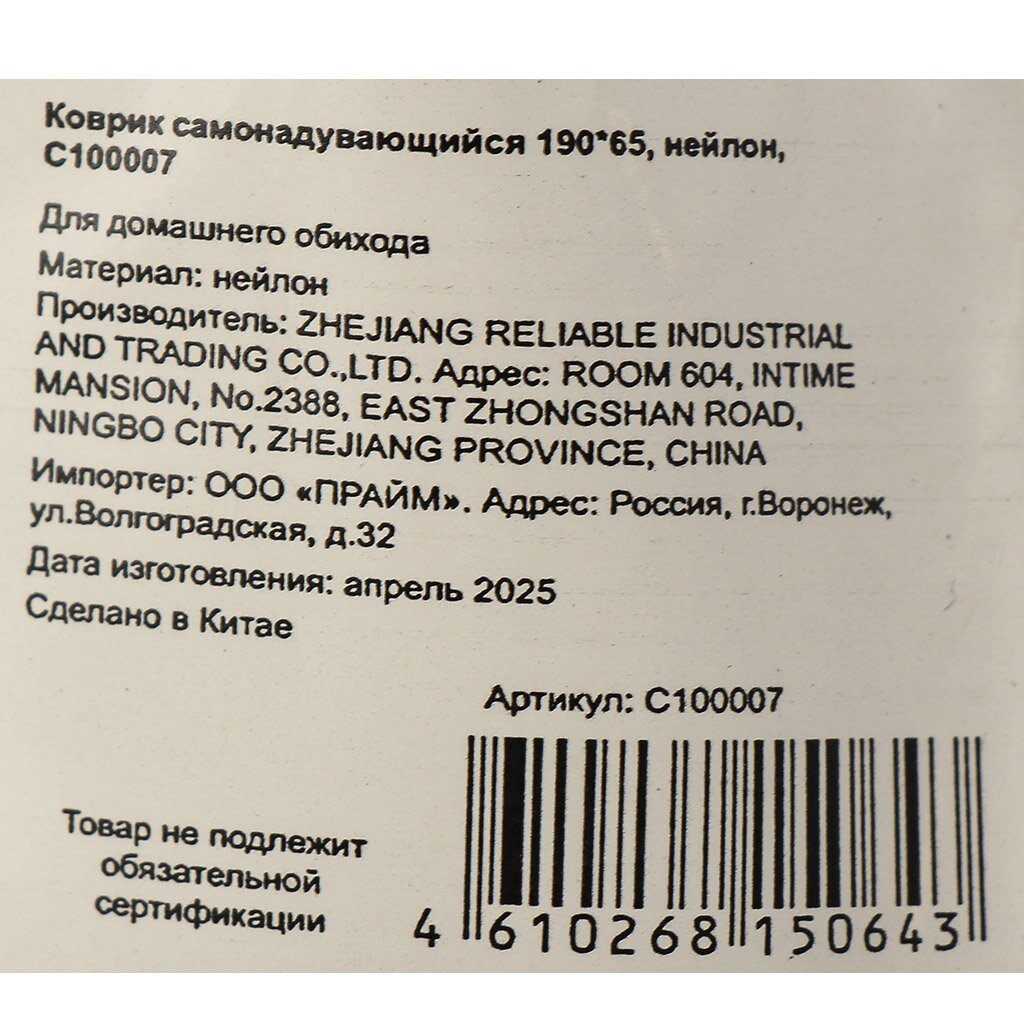 Коврик самонадувающийся 190*65, нейлон,
С100007
Для домашнего обихода
Материал: нейлон
Производитель: ZHEJIANG RELIABLE INDUSTRIAL
AND TRADING CO.,LTD. Адрес: ROOM 604, INTIME
MANSION, No.2388, EAST ZHONGSHAN ROAD,
NINGBO CITY, ZHEJIANG PROVINCE, CHINA
Импортер: ООО «ПРАЙМ». Адрес: Россия, г.Воронеж,
ул.Волгоградская, д.32
Дата изготовления: апрель 2025
Сделано в Китае
Артикул: С100007
Товар не подлежит
обязательной
сертификации
4 610268 150643